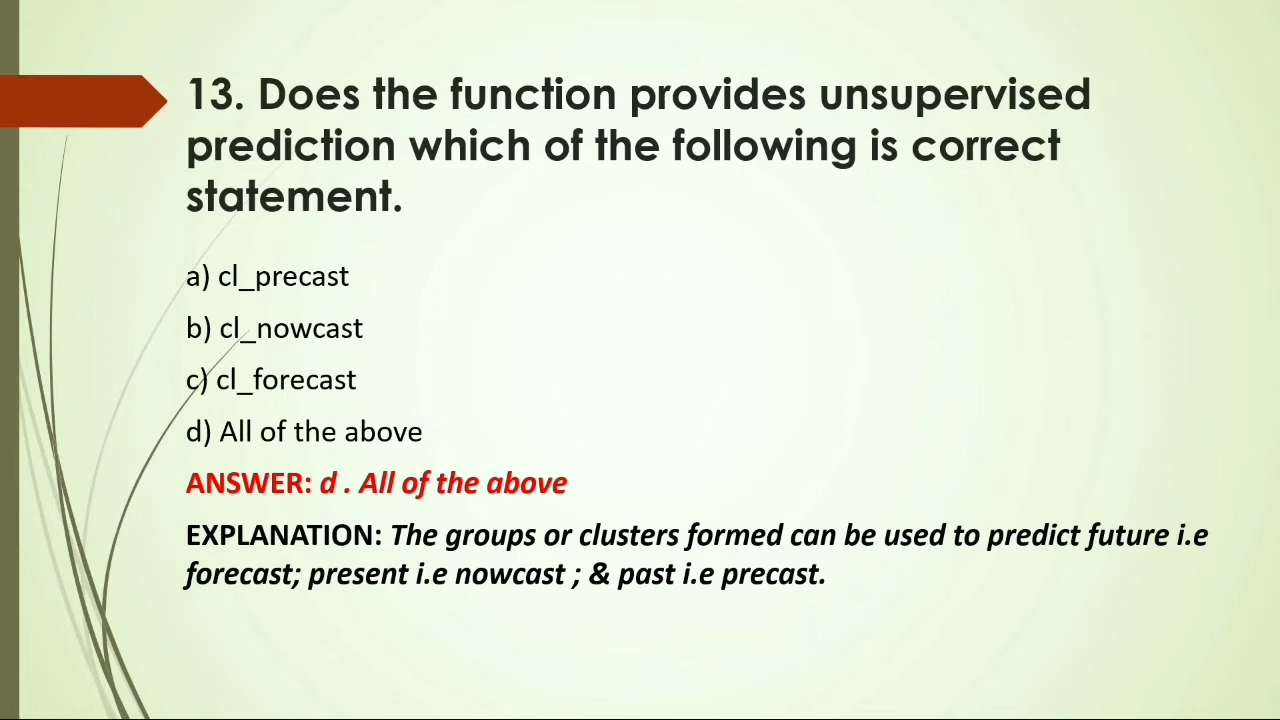 13. Does the function provides unsupervised
prediction which of the following is correct
statement.
a) cl_precast
b) cl_nowcast
c) cl_forecast
d) All of the above
ANSWER: d . All of the above
EXPLANATION: The groups or clusters formed can be used to predict future i.e
forecast; present i.e nowcast ; & past i.e precast.